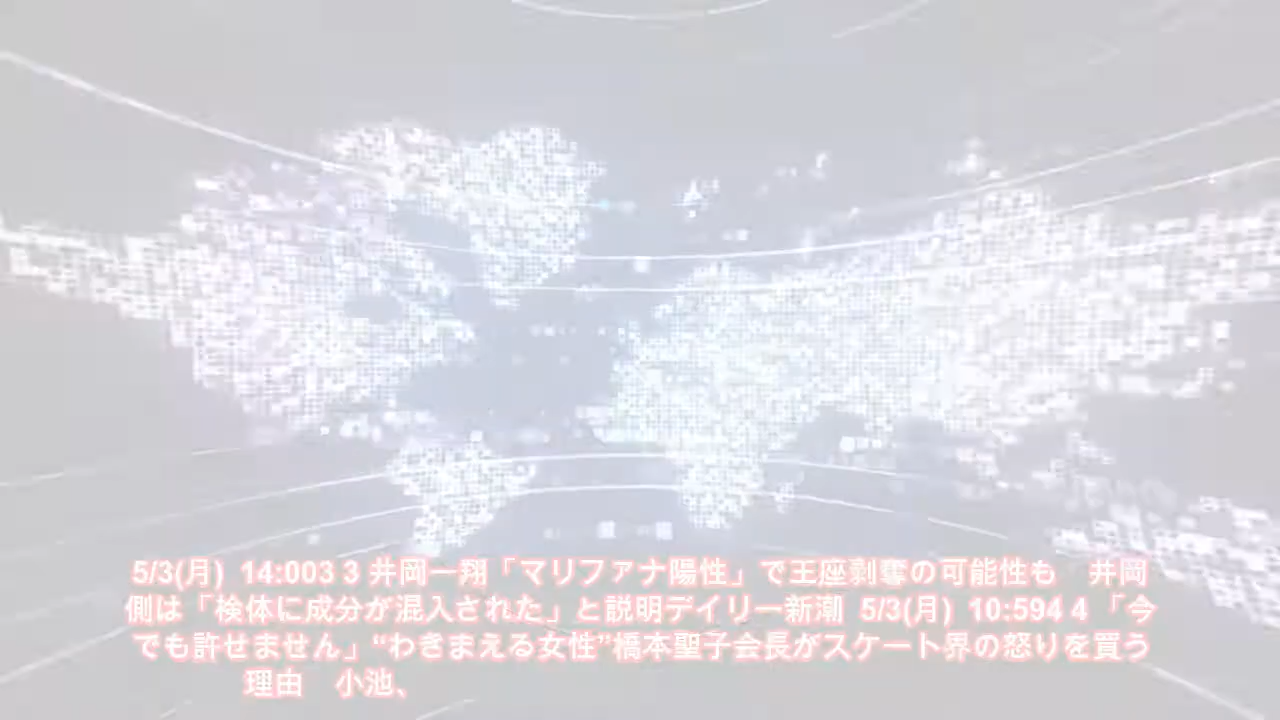 5/3(月) 14:003 3 井岡一翔「マリファナ陽性」で王座剥奪の可能性も　井岡
側は「検体に成分が混入された」と説明デイリー新潮 5/3(月) 10:594 4 「今
でも許せません」“わきまえる女性”橋本聖子会長がスケート界の怒りを買う
理由　小池、